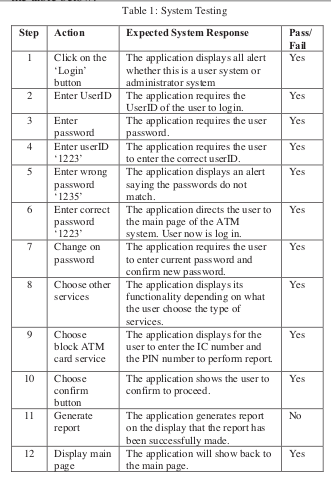 Table 1: System Testing
Step Action Expected System Response Pass/
Fail
1 Click on the The application displays all alert Yes
‘Login’ whether this is a user system or
button administrator system
2 Enter UserID The application requires the Yes
UserID of the user to login.
3 Enter The application requires the user Yes
password password.
4 Enter userID The application requires the user Yes
‘1223’ to enter the correct userID.
5 Enter wrong The application displays an alert Yes
password saying the passwords do not
‘1235’ match.
6 Enter correct The application directs the user to Yes
password the main page of the ATM
‘1223’ system. User now is log in.
7 Change on The application requires the user Yes
password to enter current password and
confirm new password.
8 Choose other The application displays its Yes
services functionality depending on what
the user choose the type of
services.
9 Choose The application displays for the Yes
block ATM user to enter the IC number and
card service the PIN number to perform report.
10 Choose The application shows the user to Yes
confirm confirm to proceed.
button
11 Generate The application generates report No
report on the display that the report has
been successfully made.
12 Display main The application will show back to Yes
page the main page.